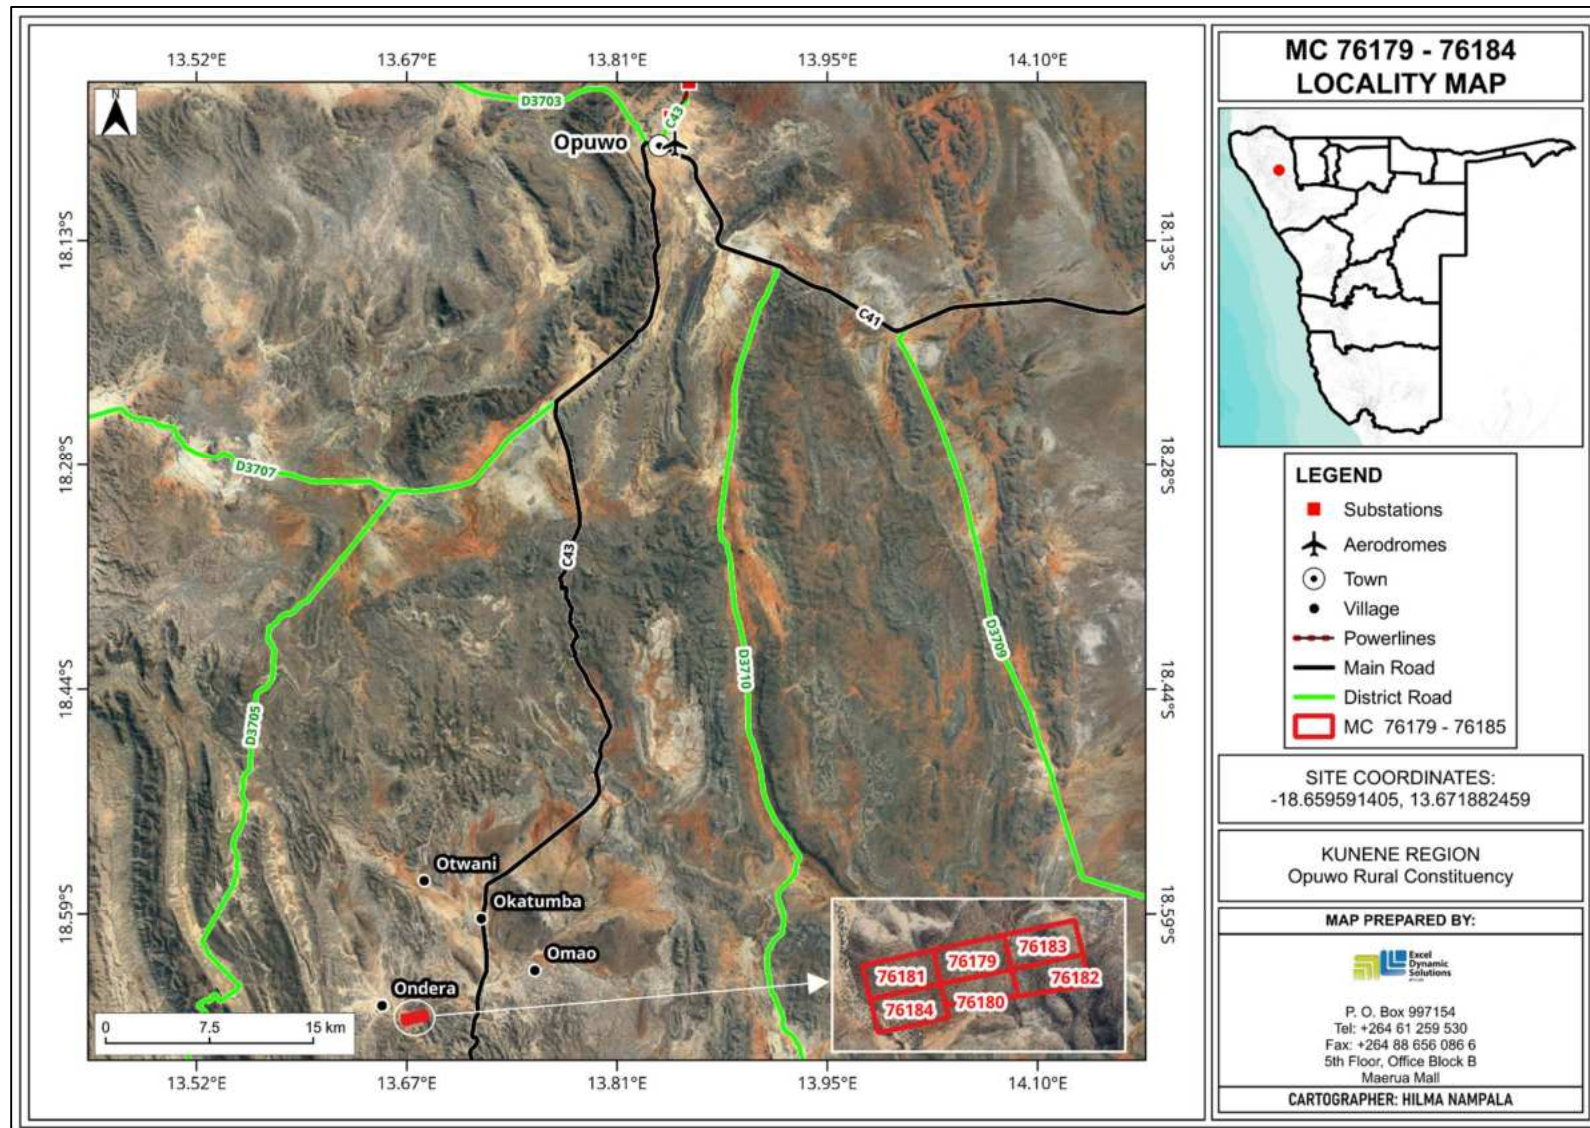 13.52°E
13.67°E
13.81°E
13.95°E
14.10°E
N
D3703
C43
Opuwo
18.13°S
18.13°S
C41
D3707
18.28°S
18.28°S
C43
D3709
D3710
D3705
18.44°S
18.44°S
Otwani
Okatumba
Omao
Ondera
18.59°S
18.59°S
76183
76179
76182
76181
76180
76184
0 7.5 15 km
13.52°E
13.67°E
13.81°E
13.95°E
14.10°E
MC 76179 - 76184
LOCALITY MAP
LEGEND
Substations
Aerodromes
Town
Village
Powerlines
Main Road
District Road
MC 76179 - 76185
SITE COORDINATES:
-18.659591405, 13.671882459
KUNENE REGION
Opuwo Rural Constituency
MAP PREPARED BY:
Excel
Dynamic
Solutions
P. O. Box 997154
Tel: +264 61 259 530
Fax: +264 88 656 086 6
5th Floor, Office Block B
Maerua Mall
CARTOGRAPHER: HILMA NAMPALA